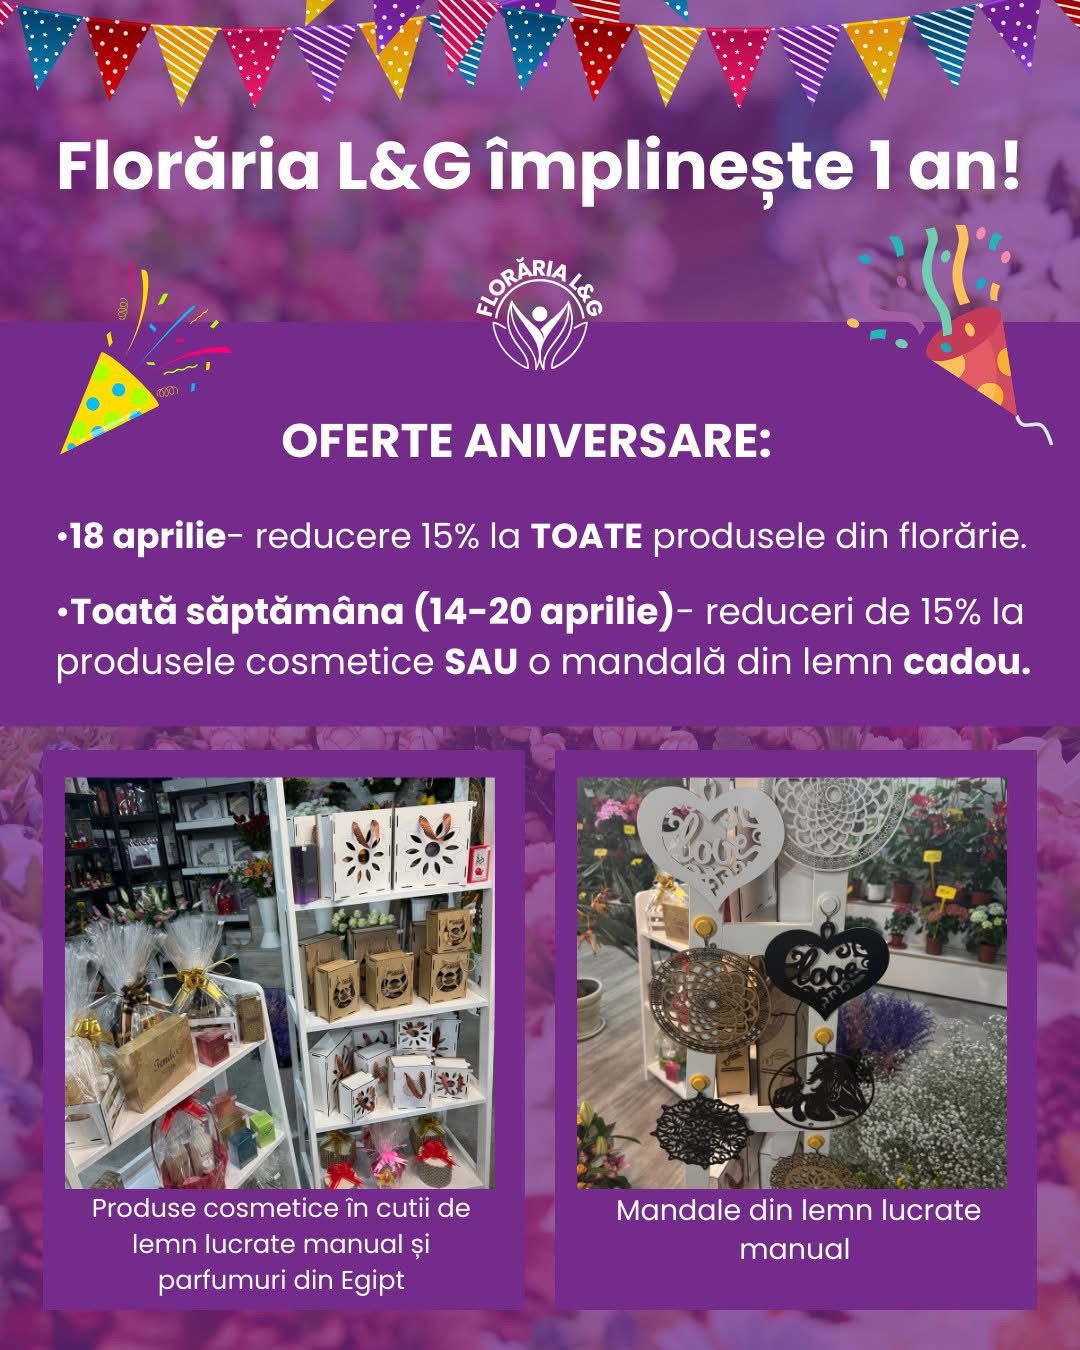 Florăria L&G împlinește 1 an!
FLORĂRIA L&G
OFERTE ANIVERSARE:
•18 aprilie- reducere 15% la TOATE produsele din florărie.
•Toată săptămâna (14-20 aprilie)- reduceri de 15% la
produsele cosmetice SAU o mandală din lemn cadou.
love
love
Produse cosmetice în cutii de
lemn lucrate manual și
parfumuri din Egipt
Mandale din lemn lucrate
manual